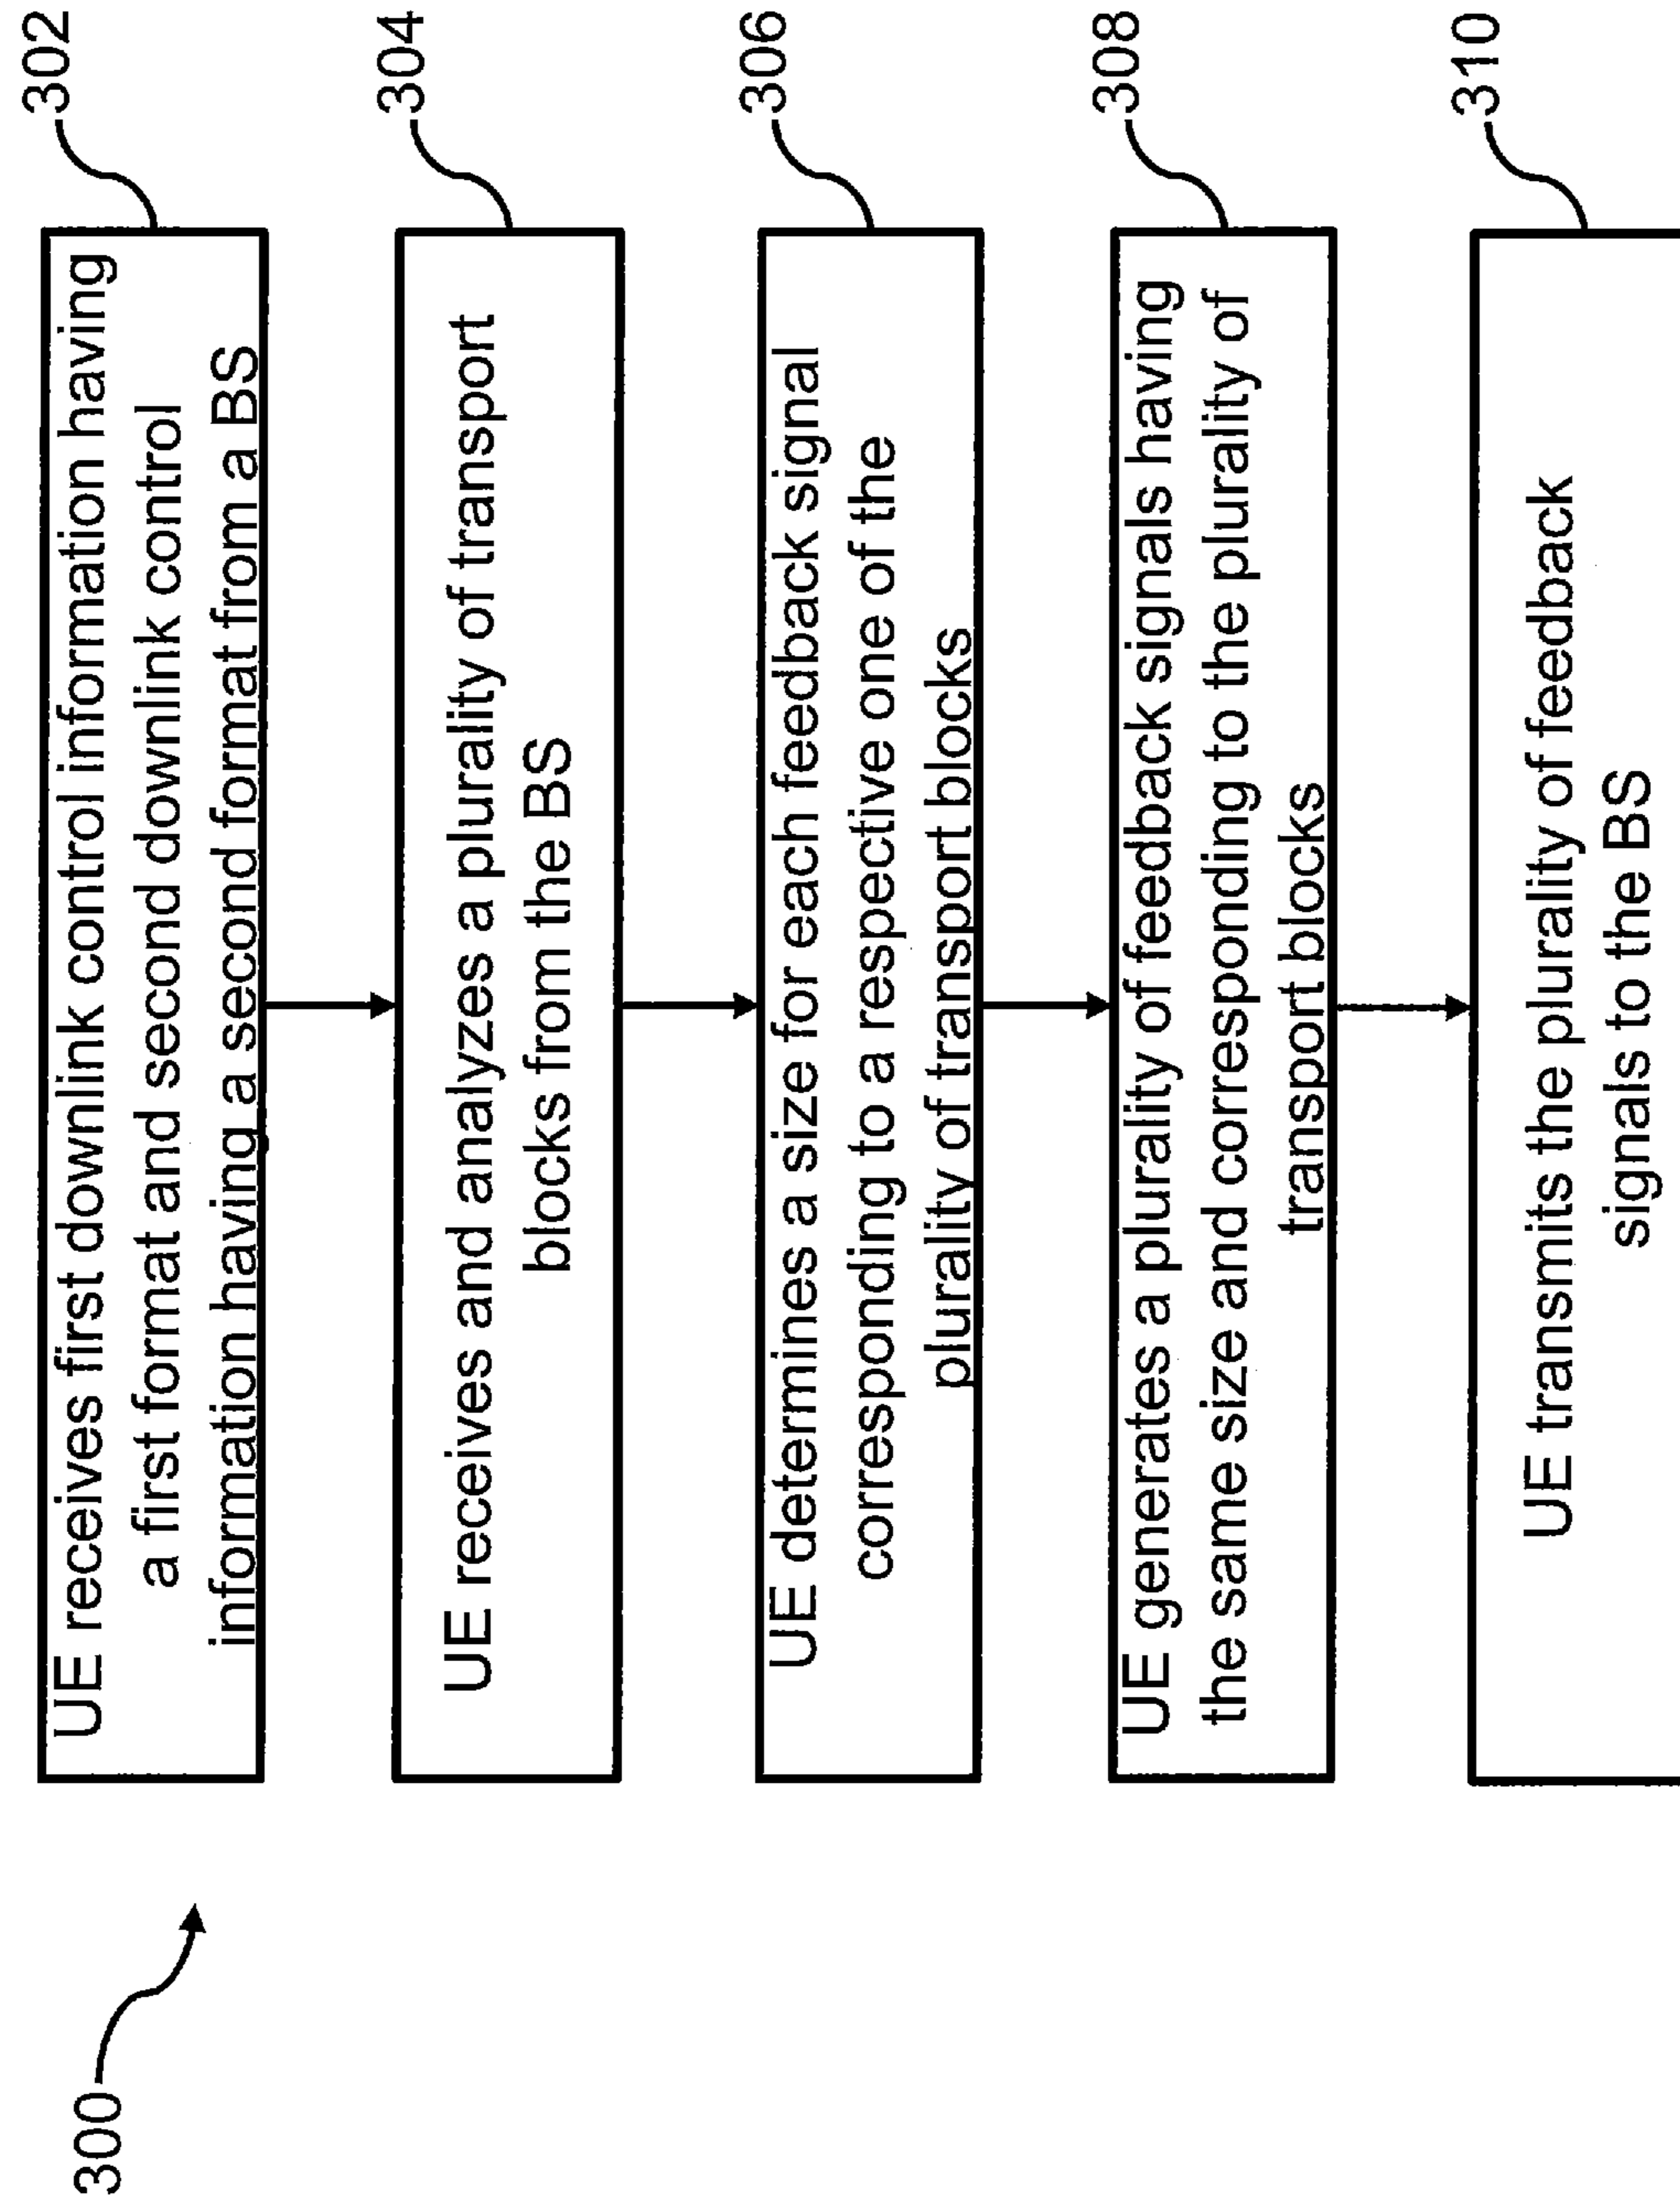 300
302
UE receives first downlink control information having
a first format and second downlink control
information having a second format from a BS
304
UE receives and analyzes a plurality of transport
blocks from the BS
306
UE determines a size for each feedback signal
corresponding to a respective one of the
plurality of transport blocks
308
UE generates a plurality of feedback signals having
the same size and corresponding to the plurality of
transport blocks
310
UE transmits the plurality of feedback
signals to the BS